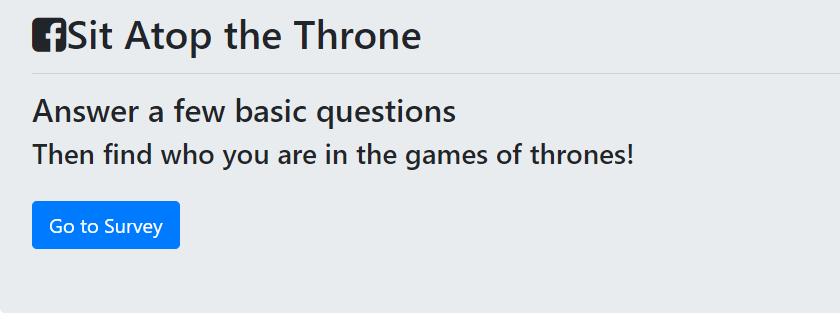 Sit Atop the Throne
Answer a few basic questions
Then find who you are in the games of thrones!
Go to Survey